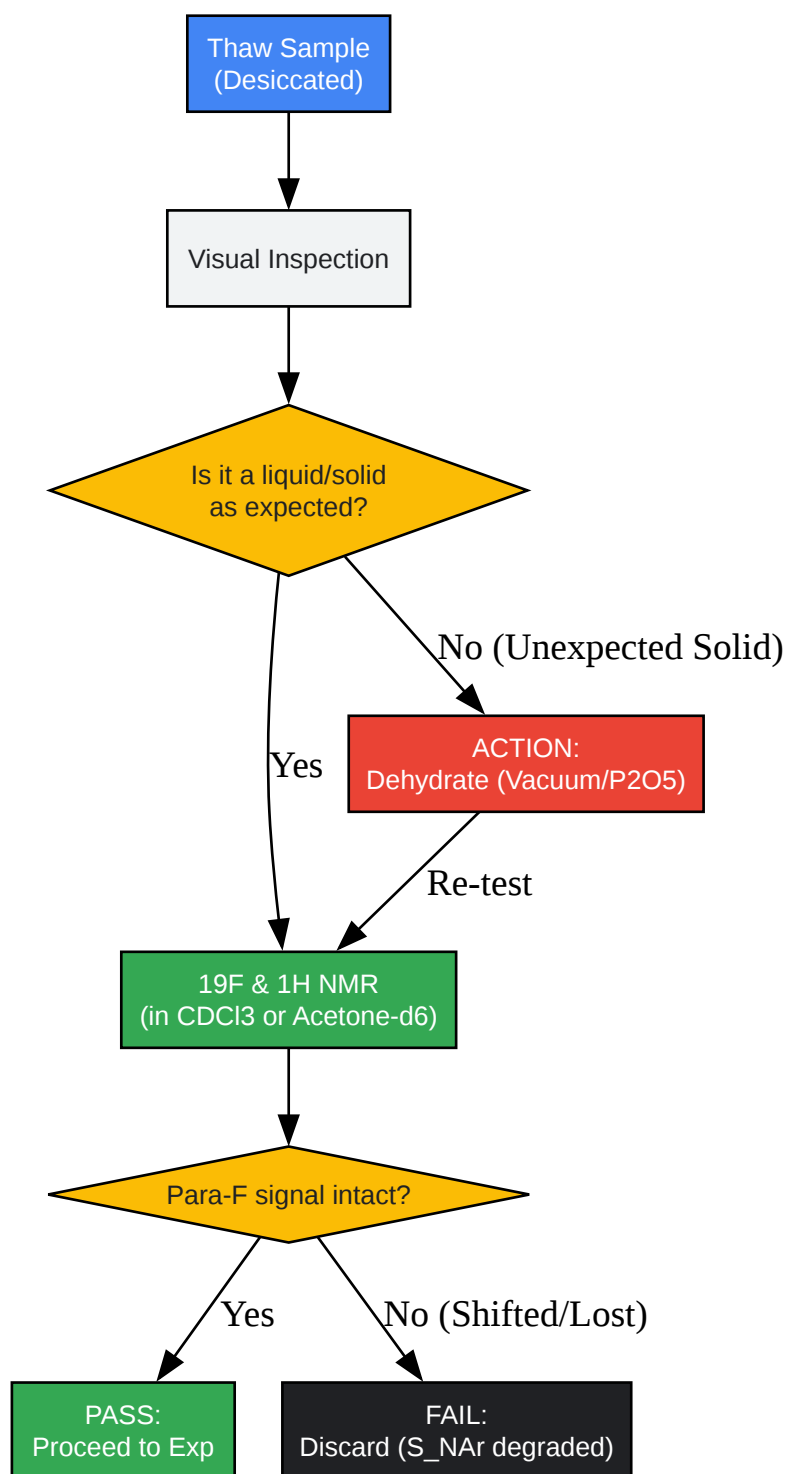 Thaw Sample
(Desiccated)
Visual Inspection
Is it a liquid/solid
as expected?
No (Unexpected Solid)
ACTION:
Dehydrate (Vacuum/P2O5)
Yes
Re-test
19F & 1H NMR
(in CDCl3 or Acetone-d6)
Para-F signal intact?
Yes
No (Shifted/Lost)
PASS:
Proceed to Exp
FAIL:
Discard (S_NAr degraded)